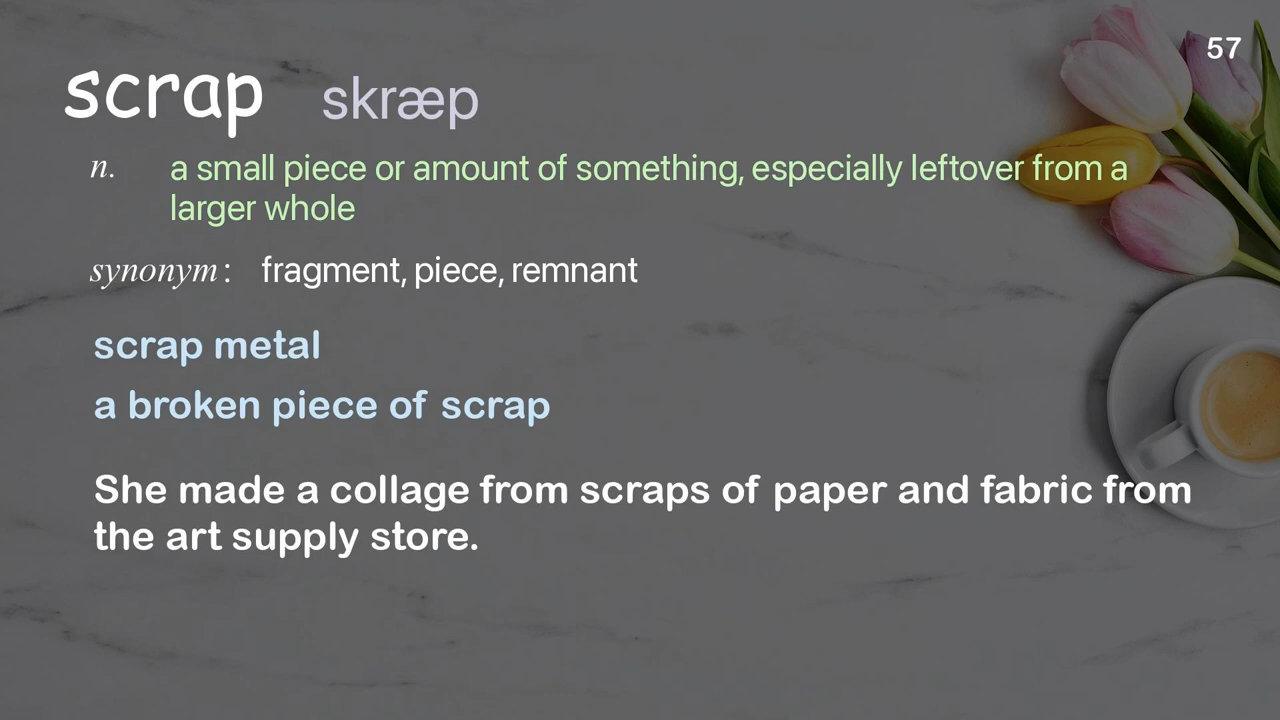 57
scrap skræp
n. a small piece or amount of something, especially leftover from a
larger whole
synonym: fragment, piece, remnant
scrap metal
a broken piece of scrap
She made a collage from scraps of paper and fabric from
the art supply store.